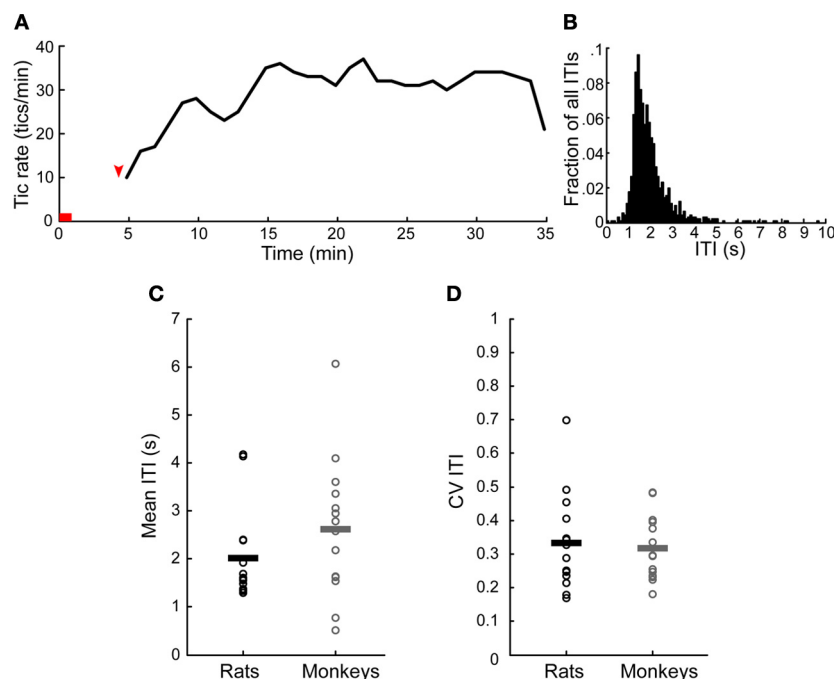 A
Tic rate (tics/min)
40
30
20
10
0
0 5 10 15 20 25 30 35
Time (min)
B
Fraction of all ITIs
.1
.08
.06
.04
.02
0
0 1 2 3 4 5 6 7 8 9 10
ITI (s)
C
Mean ITI (s)
7
6
5
4
3
2
1
0
Rats Monkeys
D
CV ITI
1
0.9
0.8
0.7
0.6
0.5
0.4
0.3
0.2
0.1
0
Rats Monkeys